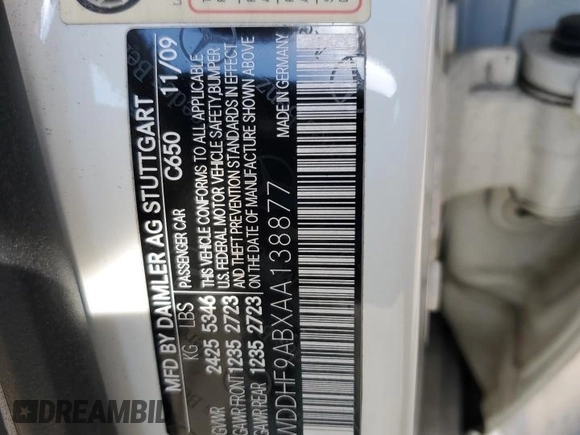 MFD BY DAIMLER AG STUTTGART
C650 11/09
KG LBS PASSENGER CAR
GVWR 2425 5346 THIS VEHICLE CONFORMS TO ALL APPLICABLE
GAWR FRONT 1235 2723 U.S. FEDERAL MOTOR VEHICLE SAFETY, BUMPER
GAWR REAR 1235 2723 AND THEFT PREVENTION STANDARDS IN EFFECT
ON THE DATE OF MANUFACTURE SHOWN ABOVE
WDDHF9ABXAA138877 MADE IN GERMANY
DREAMBID